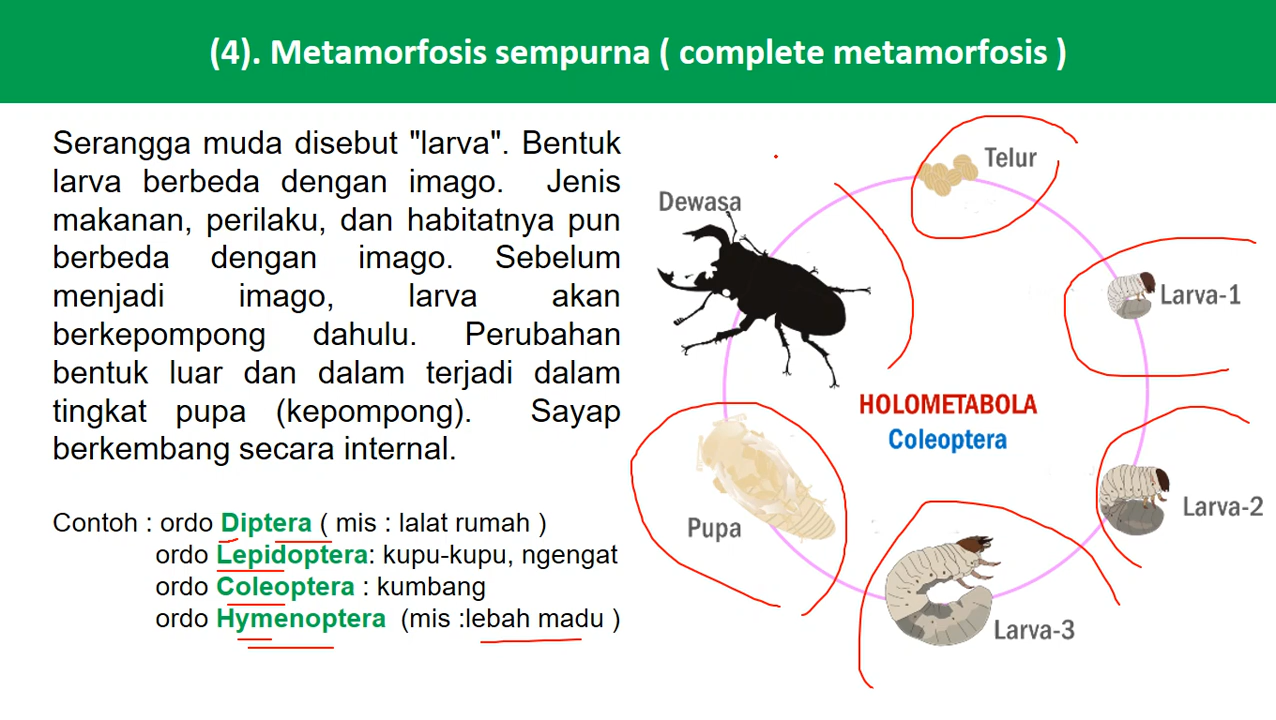 (4). Metamorfosis sempurna ( complete metamorfosis )
Serangga muda disebut "larva". Bentuk
larva berbeda dengan imago. Jenis
makanan, perilaku, dan habitatnya pun
berbeda dengan imago. Sebelum
menjadi imago, larva akan
berkepompong dahulu. Perubahan
bentuk luar dan dalam terjadi dalam
tingkat pupa (kepompong). Sayap
berkembang secara internal.
Contoh : ordo Diptera ( mis : lalat rumah )
ordo Lepidoptera: kupu-kupu, ngengat
ordo Coleoptera : kumbang
ordo Hymenoptera (mis :lebah madu )
Telur
Dewasa
Larva-1
HOLOMETABOLA
Coleoptera
Larva-2
Pupa
Larva-3